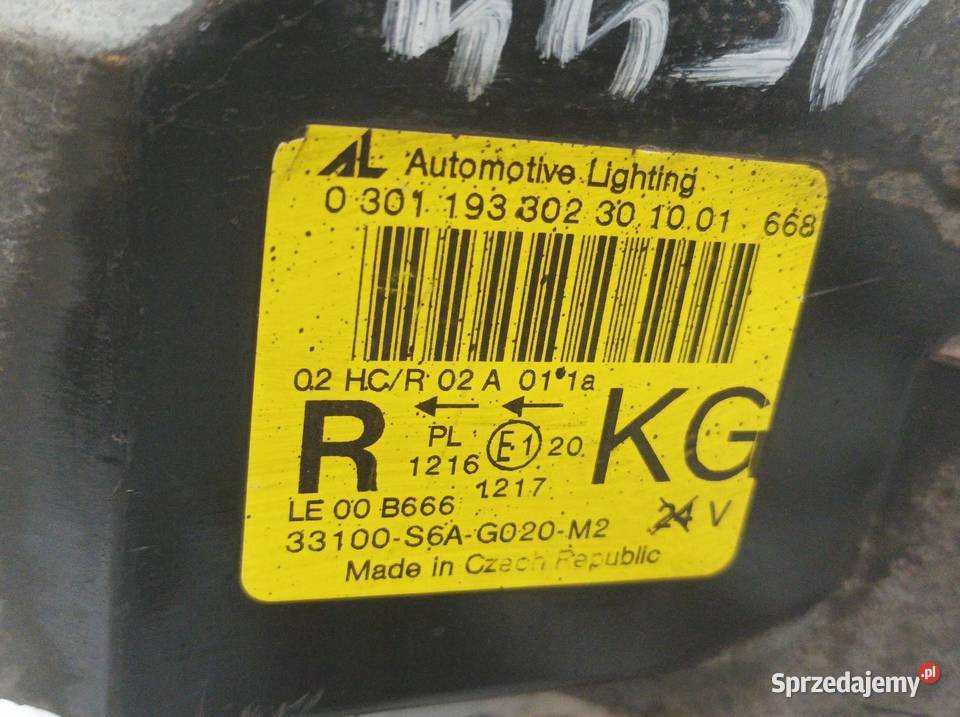 AL Automotive Lighting
0 301 193 302 30 10.01 668
02 HC/R 02 A 01 1a
R PL 1216 E1 20 1217 KG
LE 00 B666
33100-S6A-G020-M2 24 V
Made in Czech Republic
Sprzedajemy.pl